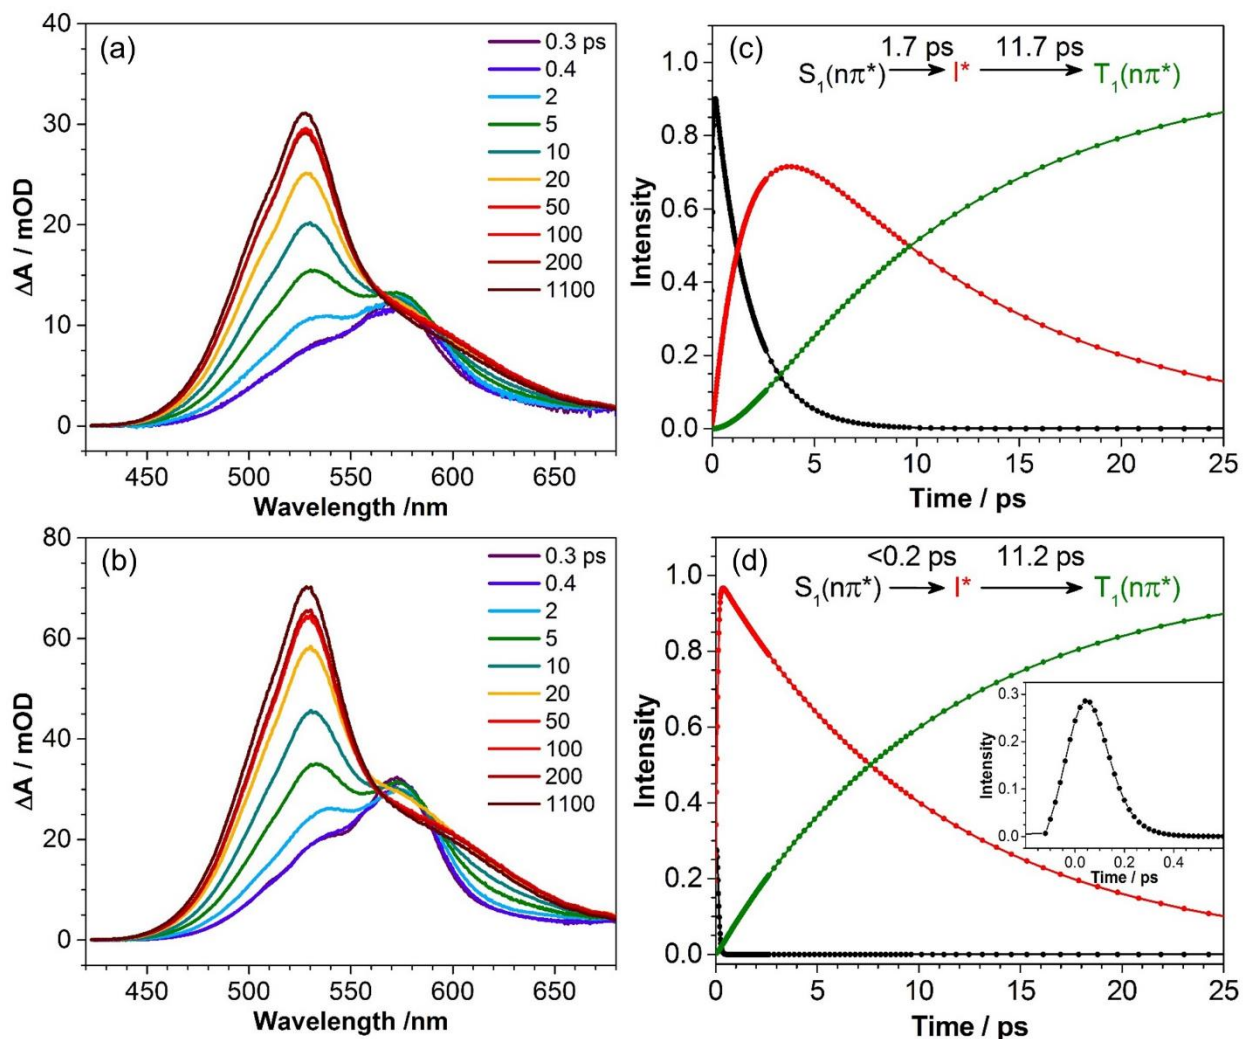 (a)
40
30
20
10
0
ΔA / mOD
450 500 550 600 650
Wavelength /nm
0.3 ps
0.4
2
5
10
20
50
100
200
1100
(c)
1.7 ps 11.7 ps
S₁(nπ*) → I* → T₁(nπ*)
1.0
0.8
0.6
0.4
0.2
0.0
Intensity
0 5 10 15 20 25
Time / ps
(b)
80
60
40
20
0
ΔA / mOD
450 500 550 600 650
Wavelength /nm
0.3 ps
0.4
2
5
10
20
50
100
200
1100
(d)
<0.2 ps 11.2 ps
S₁(nπ*) → I* → T₁(nπ*)
1.0
0.8
0.6
0.4
0.2
0.0
Intensity
0 5 10 15 20 25
Time / ps
0.3
0.2
0.1
0.0
Intensity
0.0 0.2 0.4
Time / ps